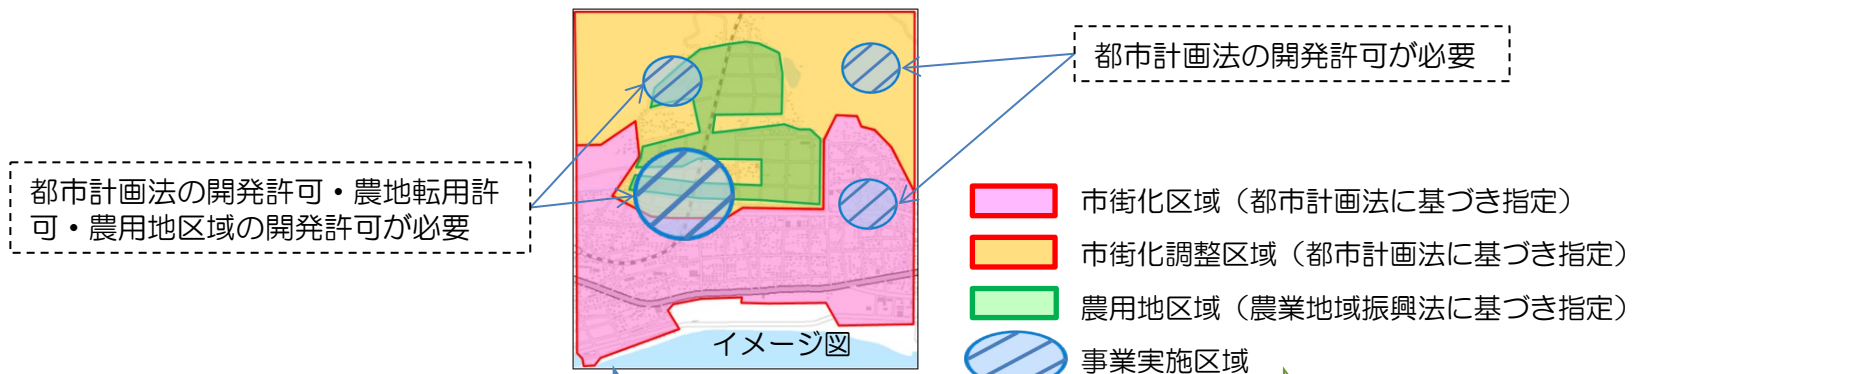 都市計画法の開発許可が必要
都市計画法の開発許可・農地転用許
可・農用地区域の開発許可が必要
市街化区域（都市計画法に基づき指定）
市街化調整区域（都市計画法に基づき指定）
農用地区域（農業地域振興法に基づき指定）
事業実施区域
イメージ図